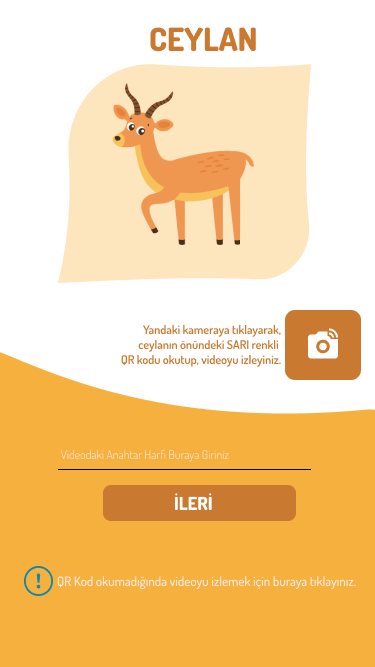 CEYLAN
Yandaki kameraya tıklayarak,
ceylanın önündeki SARI renkli
QR kodu okutup, videoyu izleyiniz.
Videodaki Anahtar Harfi Buraya Giriniz
İLERİ
! QR Kod okumadığında videoyu izlemek için buraya tıklayınız.